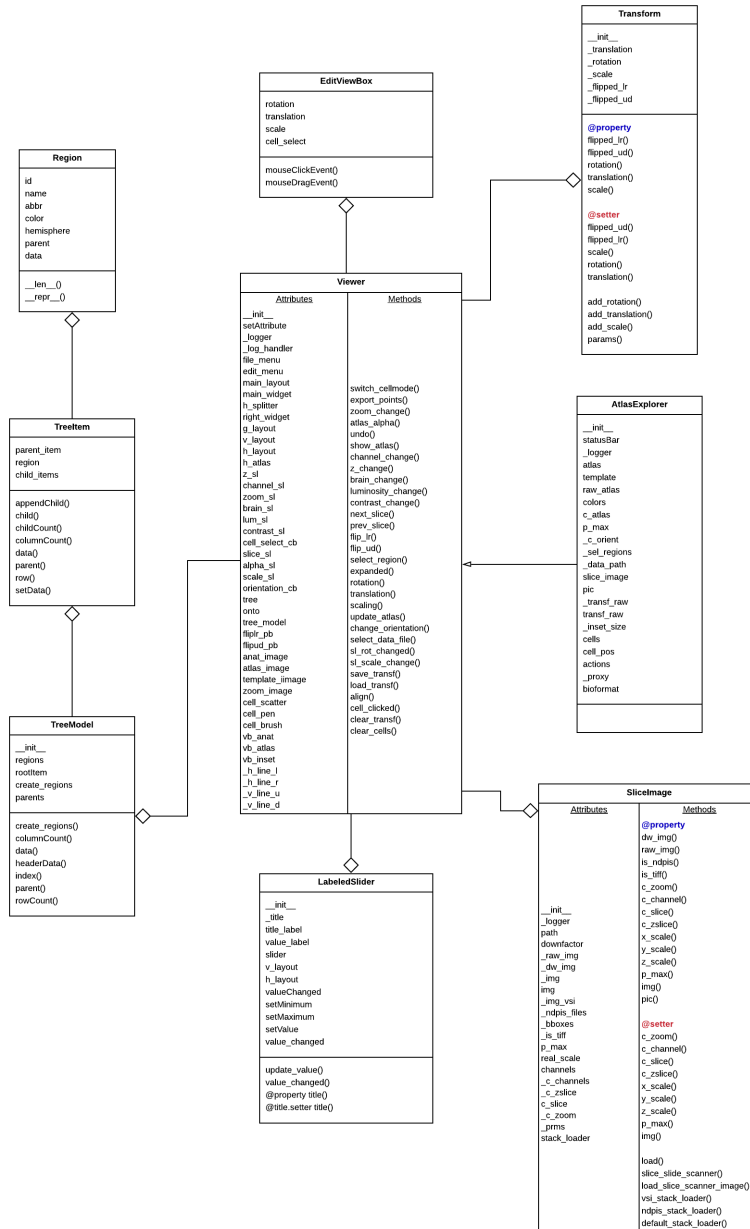 Transform
__init__
_translation
_rotation
_scale
_flipped_lr
_flipped_ud
@property
flipped_lr()
flipped_ud()
rotation()
translation()
scale()
@setter
flipped_ud()
flipped_lr()
scale()
rotation()
translation()
add_rotation()
add_translation()
add_scale()
params()
EditViewBox
rotation
translation
scale
cell_select
mouseClickEvent()
mouseDragEvent()
Region
id
name
abbr
color
hemisphere
parent
data
__len__()
__repr__()
Viewer
Attributes
__init__
setAttribute
_logger
_log_handler
file_menu
edit_menu
main_layout
main_widget
h_splitter
right_widget
g_layout
v_layout
h_layout
h_atlas
z_sl
channel_sl
zoom_sl
brain_sl
lum_sl
contrast_sl
cell_select_cb
slice_sl
alpha_sl
scale_sl
orientation_cb
tree
onto
tree_model
fliplr_pb
flipud_pb
anat_image
atlas_image
template_iimage
zoom_image
cell_scatter
cell_pen
cell_brush
vb_anat
vb_atlas
vb_inset
_h_line_l
_h_line_r
_v_line_u
_v_line_d
Methods
switch_cellmode()
export_points()
zoom_change()
atlas_alpha()
undo()
show_atlas()
channel_change()
z_change()
brain_change()
luminosity_change()
contrast_change()
next_slice()
prev_slice()
flip_lr()
flip_ud()
select_region()
expanded()
rotation()
translation()
scaling()
update_atlas()
change_orientation()
select_data_file()
sl_rot_changed()
sl_scale_change()
save_transf()
load_transf()
align()
cell_clicked()
clear_transf()
clear_cells()
AtlasExplorer
__init__
statusBar
_logger
atlas
template
raw_atlas
colors
c_atlas
p_max
_c_orient
_sel_regions
_data_path
slice_image
pic
_transf_raw
transf_raw
_inset_size
cells
cell_pos
actions
_proxy
bioformat
TreeItem
parent_item
region
child_items
appendChild()
child()
childCount()
columnCount()
data()
parent()
row()
setData()
TreeModel
__init__
regions
rootItem
create_regions
parents
create_regions()
columnCount()
data()
headerData()
index()
parent()
rowCount()
LabeledSlider
__init__
_title
title_label
value_label
slider
v_layout
h_layout
valueChanged
setMinimum
setMaximum
setValue
value_changed
update_value()
value_changed()
@property title()
@title.setter title()
SliceImage
Attributes
__init__
_logger
path
downfactor
_raw_img
_dw_img
_img
img
_img_vsi
_ndpis_files
_bboxes
_is_tiff
p_max
real_scale
channels
_c_channels
_c_zslice
c_slice
_c_zoom
_prms
stack_loader
Methods
@property
dw_img()
raw_img()
is_ndpis()
is_tiff()
c_zoom()
c_channel()
c_slice()
c_zslice()
x_scale()
y_scale()
z_scale()
p_max()
img()
pic()
@setter
c_zoom()
c_channel()
c_slice()
c_zslice()
x_scale()
y_scale()
z_scale()
p_max()
img()
load()
slice_slide_scanner()
load_slice_scanner_image()
vsi_stack_loader()
ndpis_stack_loader()
default_stack_loader()